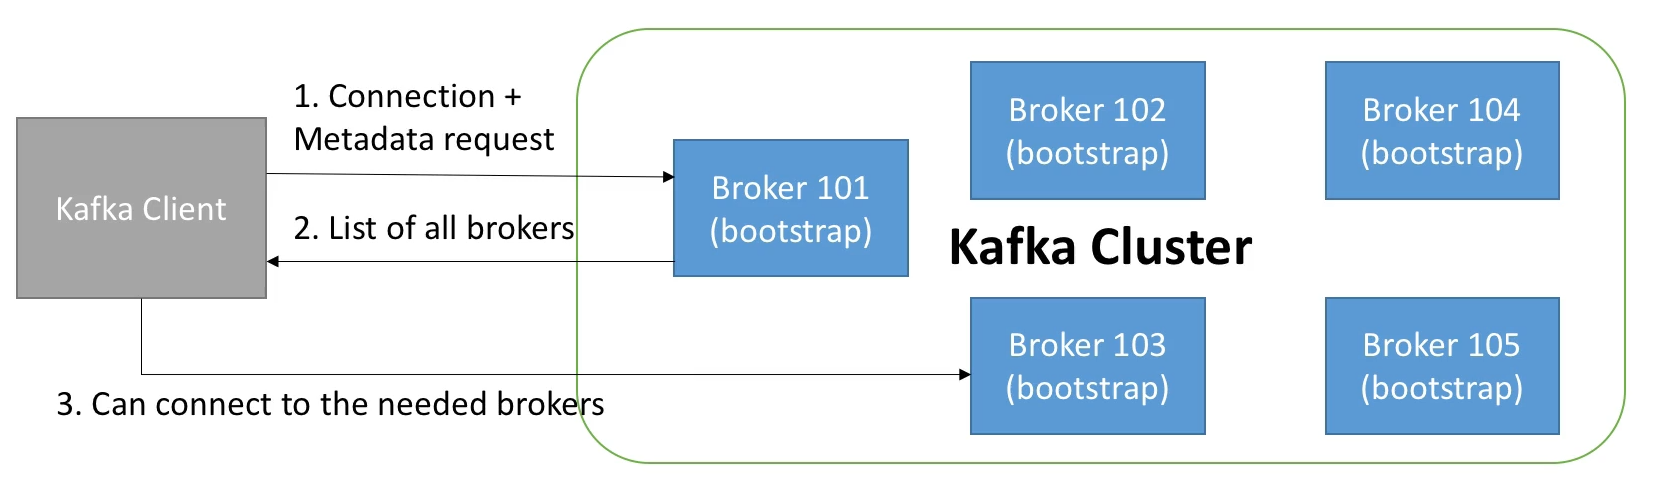 1. Connection +
Metadata request
Kafka Client
2. List of all brokers
3. Can connect to the needed brokers
Broker 101
(bootstrap)
Broker 102
(bootstrap)
Broker 104
(bootstrap)
Kafka Cluster
Broker 103
(bootstrap)
Broker 105
(bootstrap)